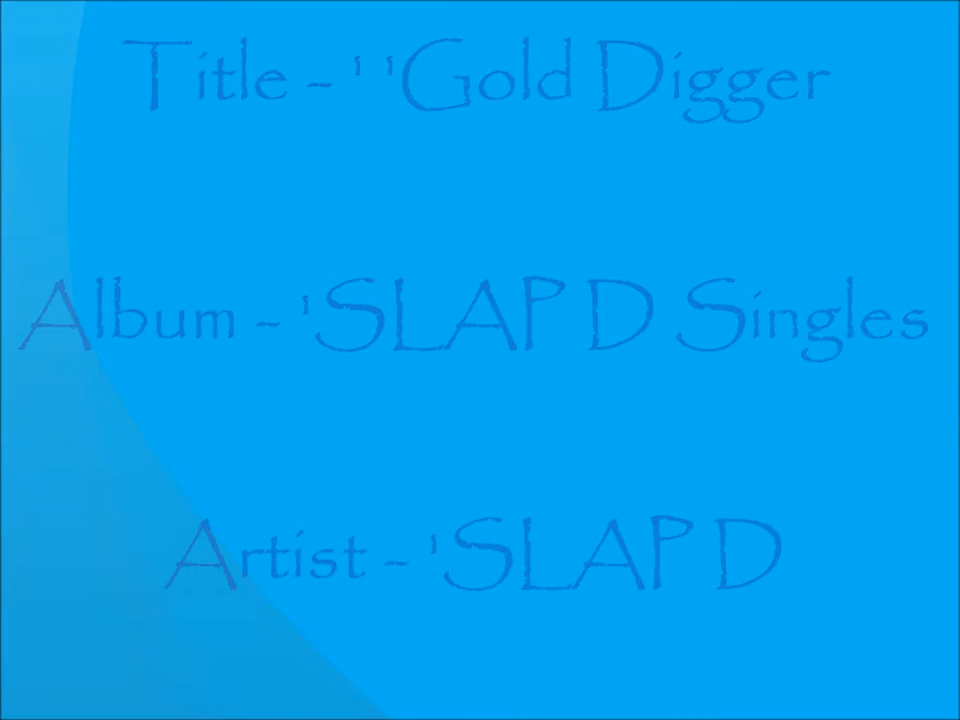 Title - ' 'Gold Digger
Album - 'SLAP D Singles
Artist - 'SLAP D